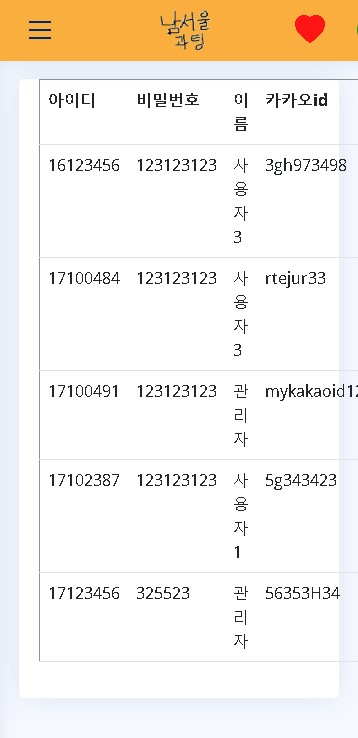 남서울
과팅
아이디 비밀번호 이름 카카오id
16123456 123123123 사용자3 3gh973498
17100484 123123123 사용자3 rtejur33
17100491 123123123 관리자 mykakaoid12
17102387 123123123 사용자1 5g343423
17123456 325523 관리자 56353H34